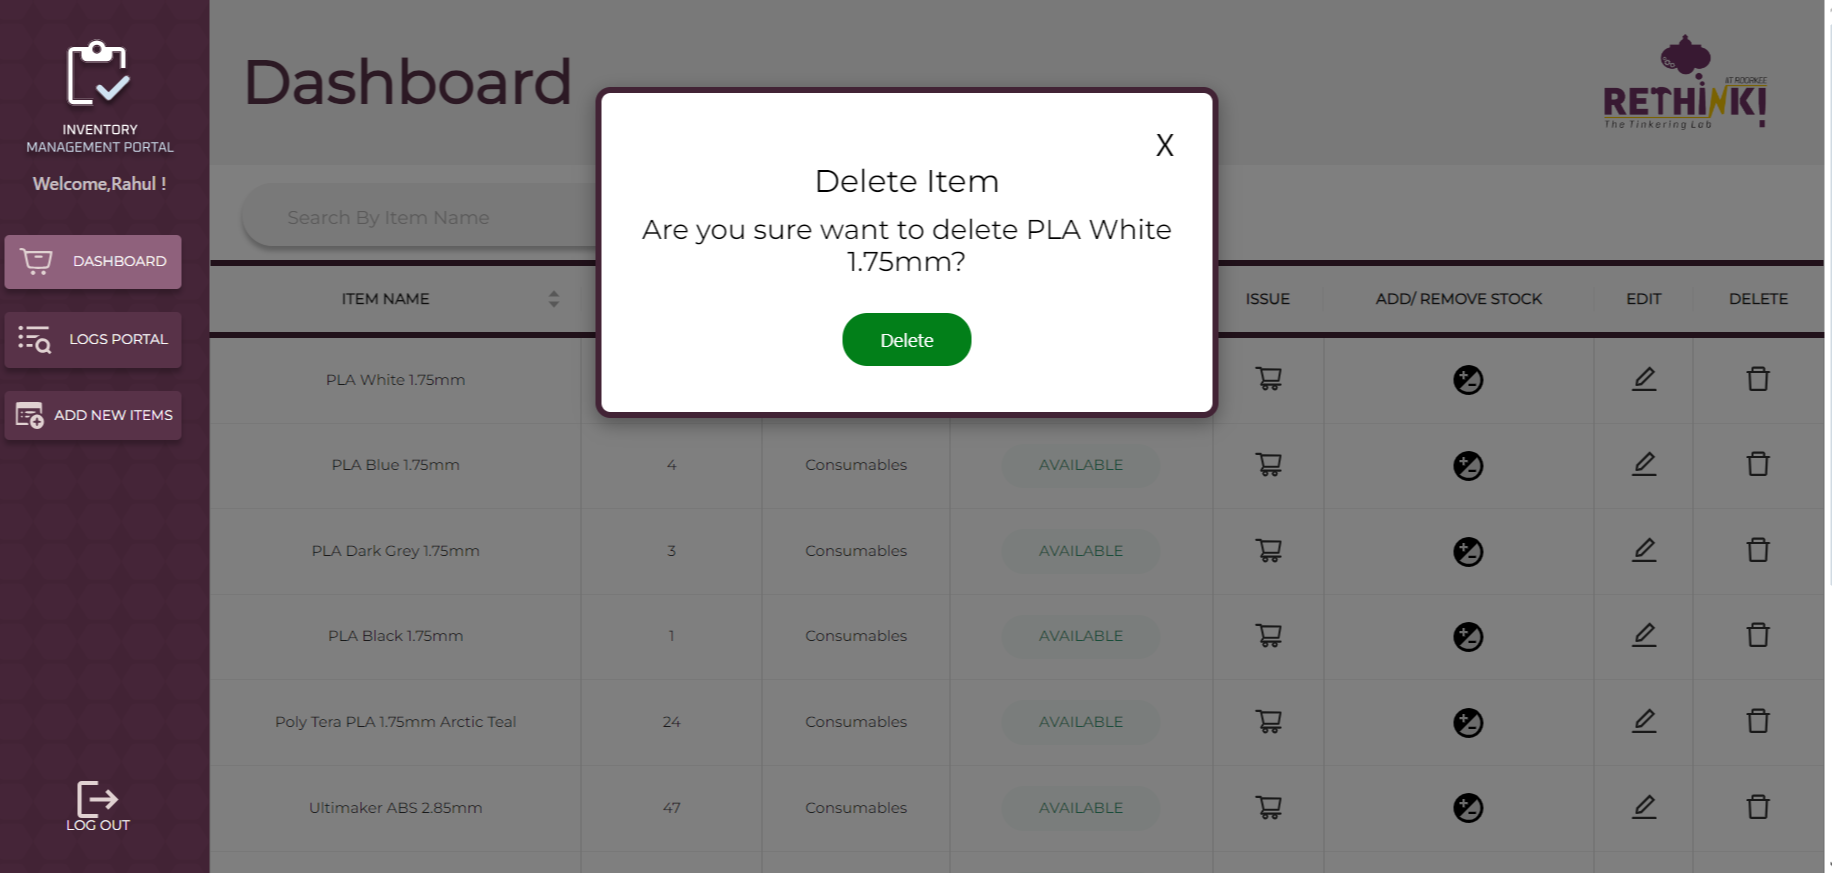 INVENTORY
MANAGEMENT PORTAL
Welcome,Rahul !
DASHBOARD
LOGS PORTAL
ADD NEW ITEMS
LOG OUT
Dashboard
AT ROORKEE
RETHiNK!
The Tinkering Lab
Search By Item Name
X
Delete Item
Are you sure want to delete PLA White
1.75mm?
Delete
ITEM NAME ISSUE ADD/ REMOVE STOCK EDIT DELETE
PLA White 1.75mm
PLA Blue 1.75mm 4 Consumables AVAILABLE
PLA Dark Grey 1.75mm 3 Consumables AVAILABLE
PLA Black 1.75mm 1 Consumables AVAILABLE
Poly Tera PLA 1.75mm Arctic Teal 24 Consumables AVAILABLE
Ultimaker ABS 2.85mm 47 Consumables AVAILABLE